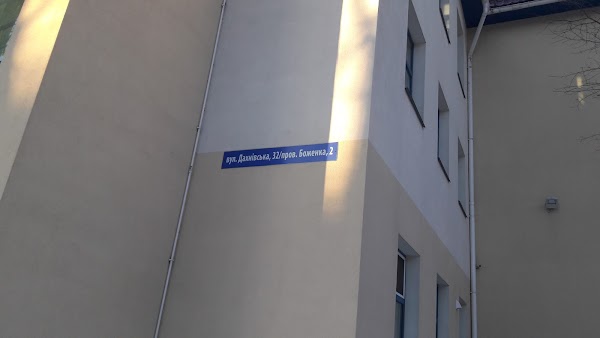 вул. Дахнівська, 32/пров. Боженка, 2